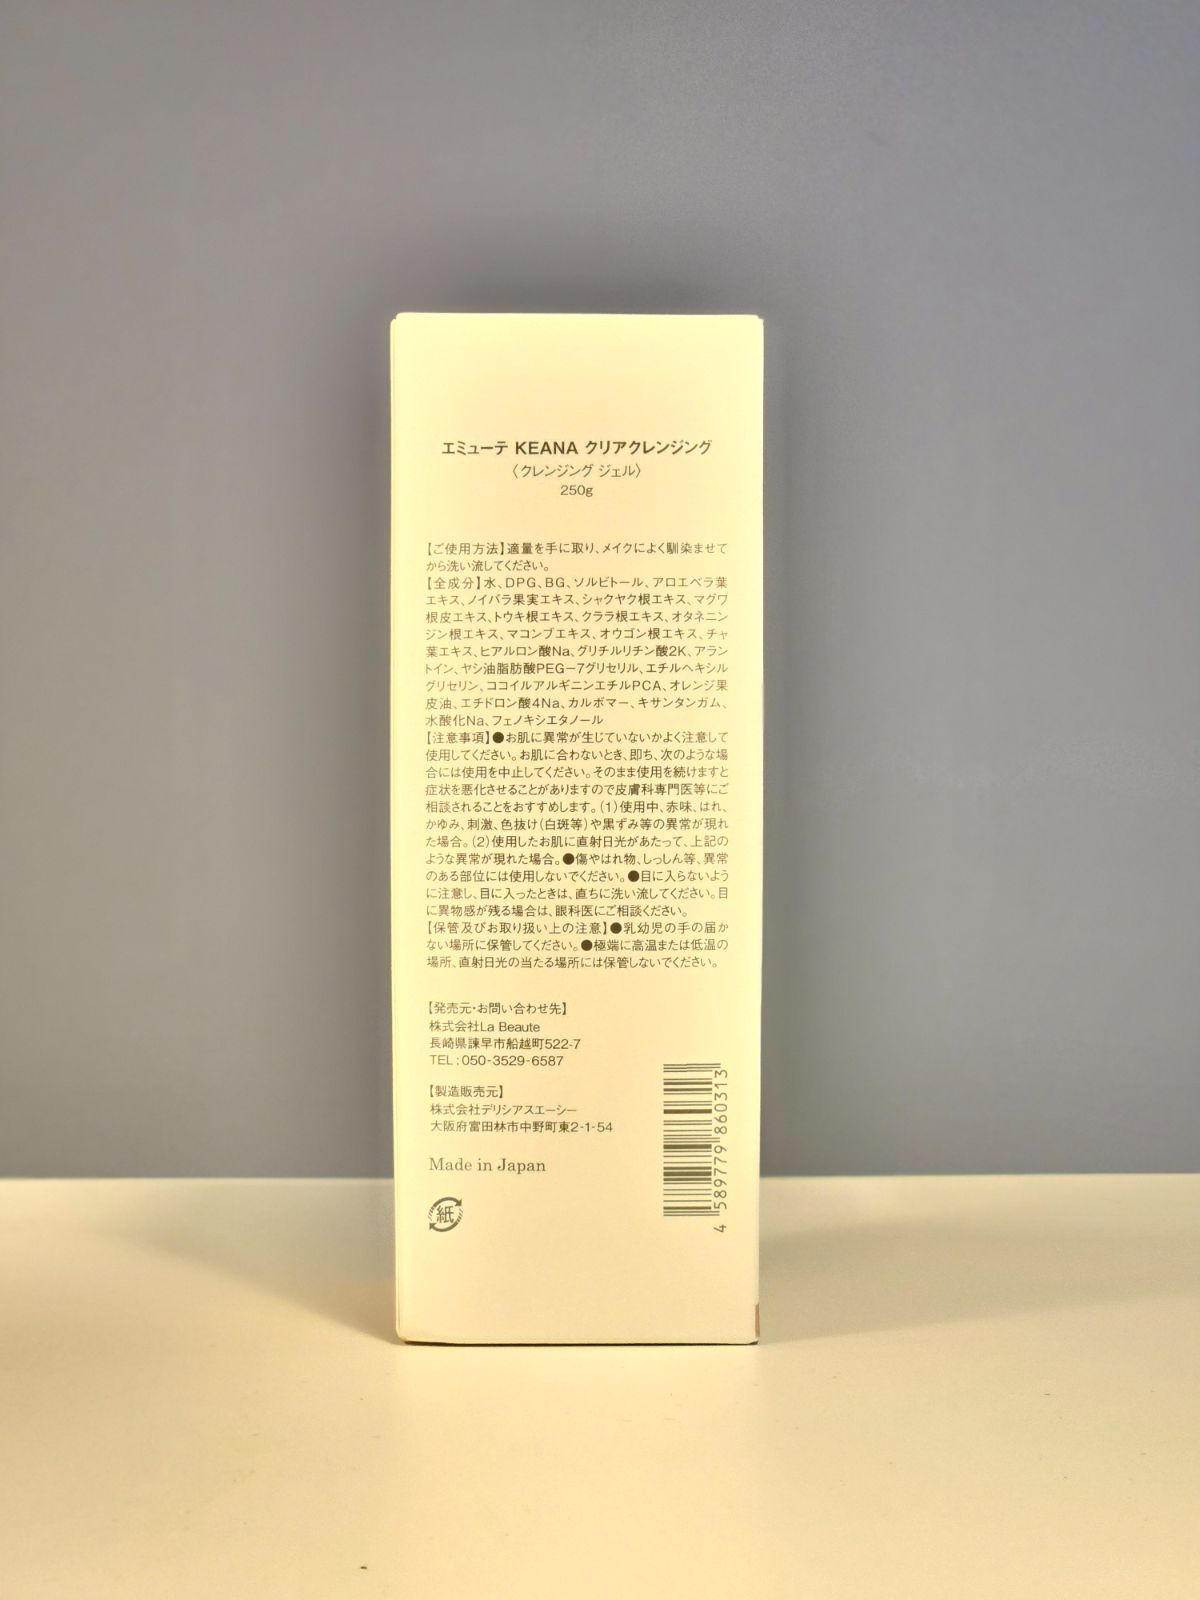 エミューテ KEANA クリアクレンジング
〈クレンジング ジェル〉
250g
【ご使用方法】適量を手に取り、メイクによく馴染ませて
から洗い流してください。
【全成分】水、DPG、BG、ソルビトール、アロエベラ葉
エキス、ノイバラ果実エキス、シャクヤク根エキス、マグワ
根皮エキス、トウキ根エキス、クララ根エキス、オタネニン
ジン根エキス、マコンブエキス、オウゴン根エキス、チャ
葉エキス、ヒアルロン酸Na、グリチルリチン酸2K、アラン
トイン、ヤシ油脂肪酸PEG-7グリセリル、エチルヘキシル
グリセリン、ココイルアルギニンエチルPCA、オレンジ果
皮油、エチドロン酸4Na、カルボマー、キサンタンガム、
水酸化Na、フェノキシエタノール
【注意事項】●お肌に異常が生じていないかよく注意して
使用してください。お肌に合わないとき、即ち、次のような場
合には使用を中止してください。そのまま使用を続けますと
症状を悪化させることがありますので皮膚科専門医等にご
相談されることをおすすめします。(1)使用中、赤味、はれ、
かゆみ、刺激、色抜け(白斑等)や黒ずみ等の異常が現れ
た場合。(2)使用したお肌に直射日光があたって、上記の
ような異常が現れた場合。●傷やはれ物、しっしん等、異常
のある部位には使用しないでください。●目に入らないよう
に注意し、目に入ったときは、直ちに洗い流してください。目
に異物感が残る場合は、眼科医にご相談ください。
【保管及びお取り扱い上の注意】●乳幼児の手の届か
ない場所に保管してください。●極端に高温または低温の
場所、直射日光の当たる場所には保管しないでください。
【発売元・お問い合わせ先】
株式会社La Beaute
長崎県諫早市船越町522-7
TEL:050-3529-6587
【製造販売元】
株式会社デリシアスエーシー
大阪府富田林市中野町東2-1-54
Made in Japan
紙
4 589779 860313